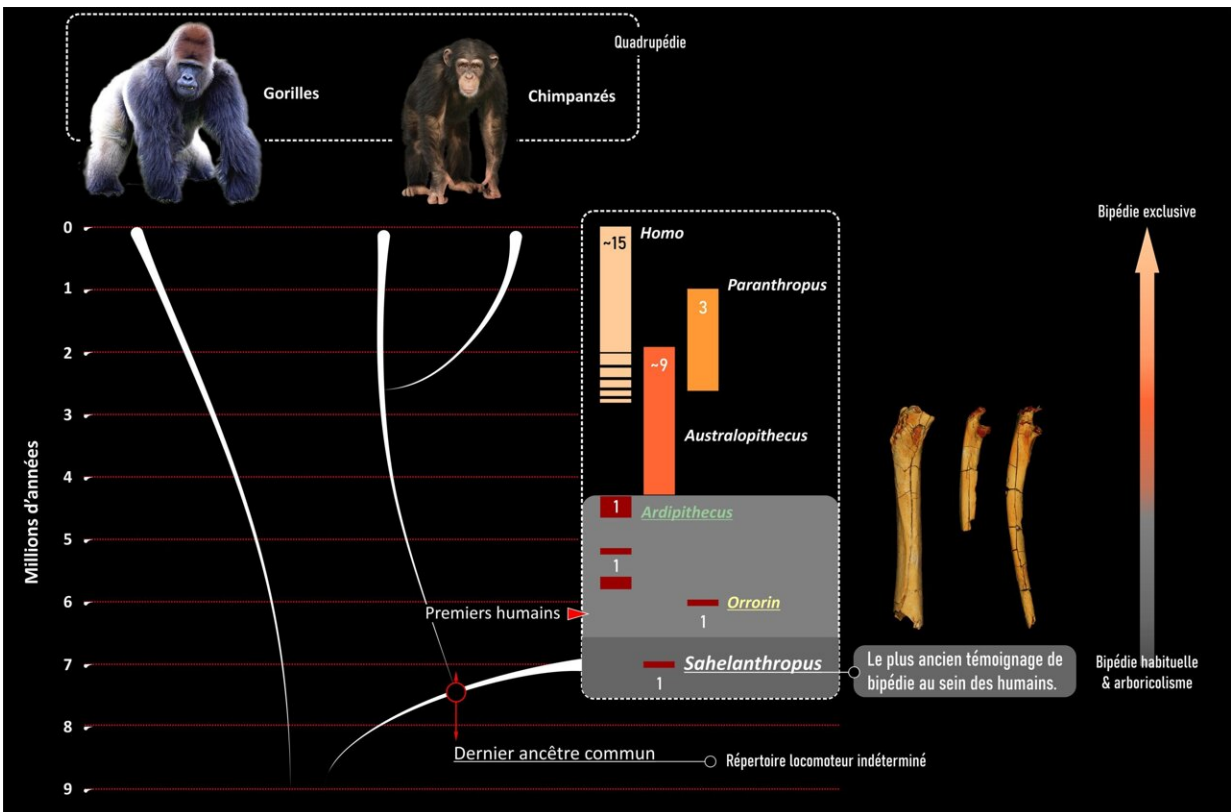 Quadrupédie
Gorilles
Chimpanzés
Bipédie exclusive
0
1
2
3
4
5
6
7
8
9
Millions d'années
~15
Homo
Paranthropus
3
~9
Australopithecus
1
Ardipithecus
1
Premiers humains
Orrorin
1
Sahelanthropus
1
Le plus ancien témoignage de
bipédie au sein des humains.
Bipédie habituelle
& arboricolisme
Dernier ancêtre commun
Répertoire locomoteur indéterminé